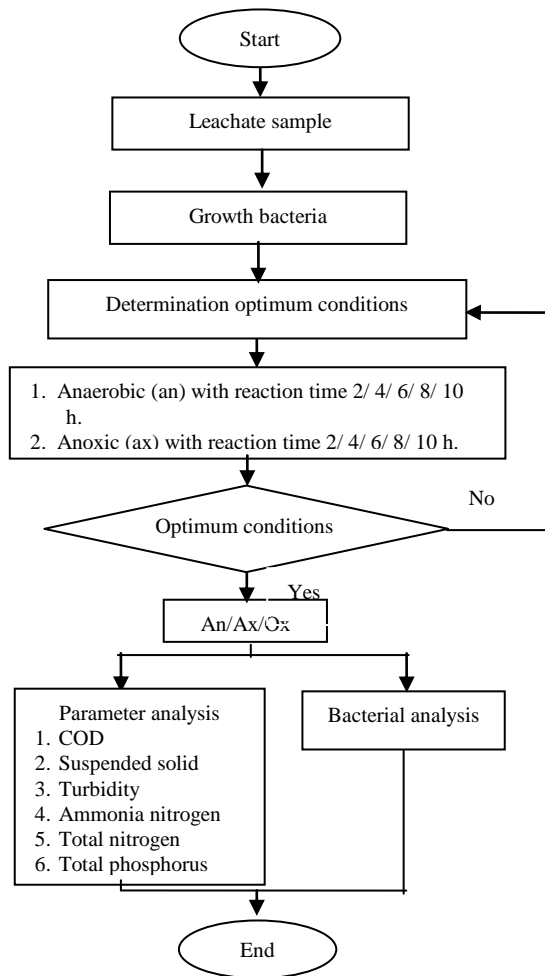 Start
Leachate sample
Growth bacteria
Determination optimum conditions
1. Anaerobic (an) with reaction time 2/ 4/ 6/ 8/ 10
h.
2. Anoxic (ax) with reaction time 2/ 4/ 6/ 8/ 10 h.
No
Optimum conditions
Yes
An/Ax/Ox
Parameter analysis
1. COD
2. Suspended solid
3. Turbidity
4. Ammonia nitrogen
5. Total nitrogen
6. Total phosphorus
Bacterial analysis
End